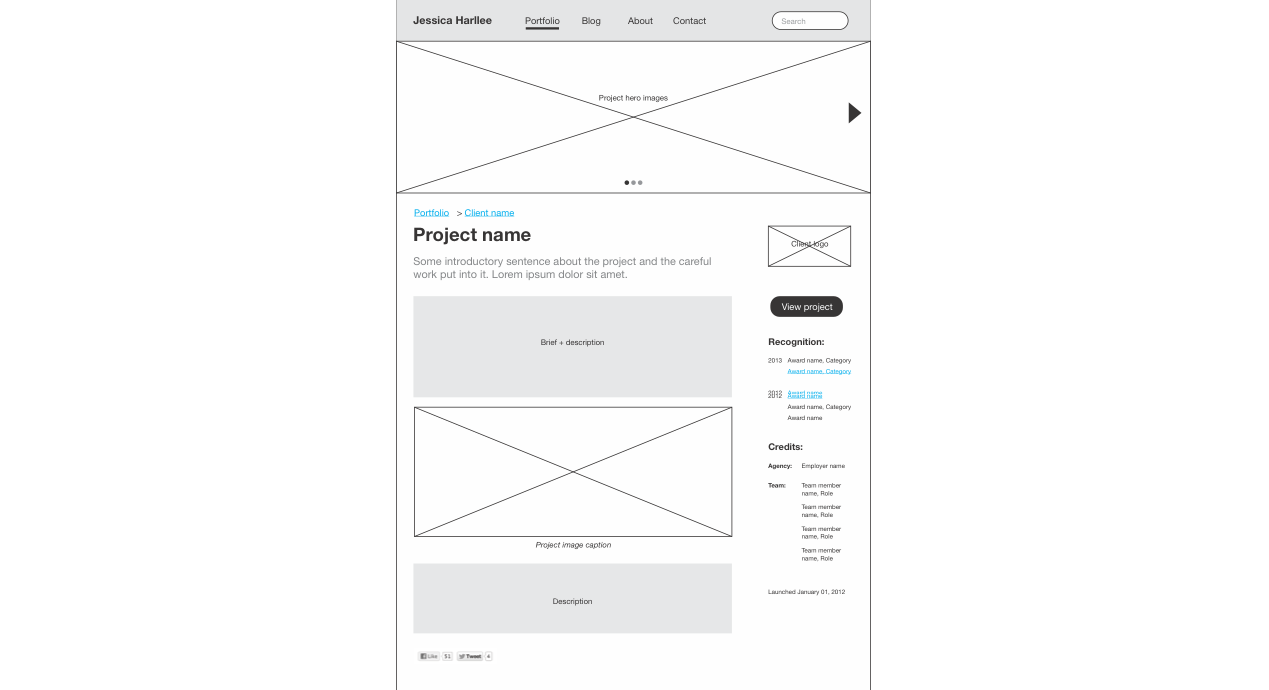 Jessica Harllee
Portfolio
Blog
About
Contact
Search
Project hero images
Portfolio > Client name
Project name
Some introductory sentence about the project and the careful
work put into it. Lorem ipsum dolor sit amet.
Brief + description
Project image caption
Description
Like 51 Tweet 4
Client logo
View project
Recognition:
2013 Award name, Category
Award name, Category
2012 Award name
2012 Award name
Award name, Category
Award name
Credits:
Agency: Employer name
Team: Team member
name, Role
Team member
name, Role
Team member
name, Role
Team member
name, Role
Launched January 01, 2012